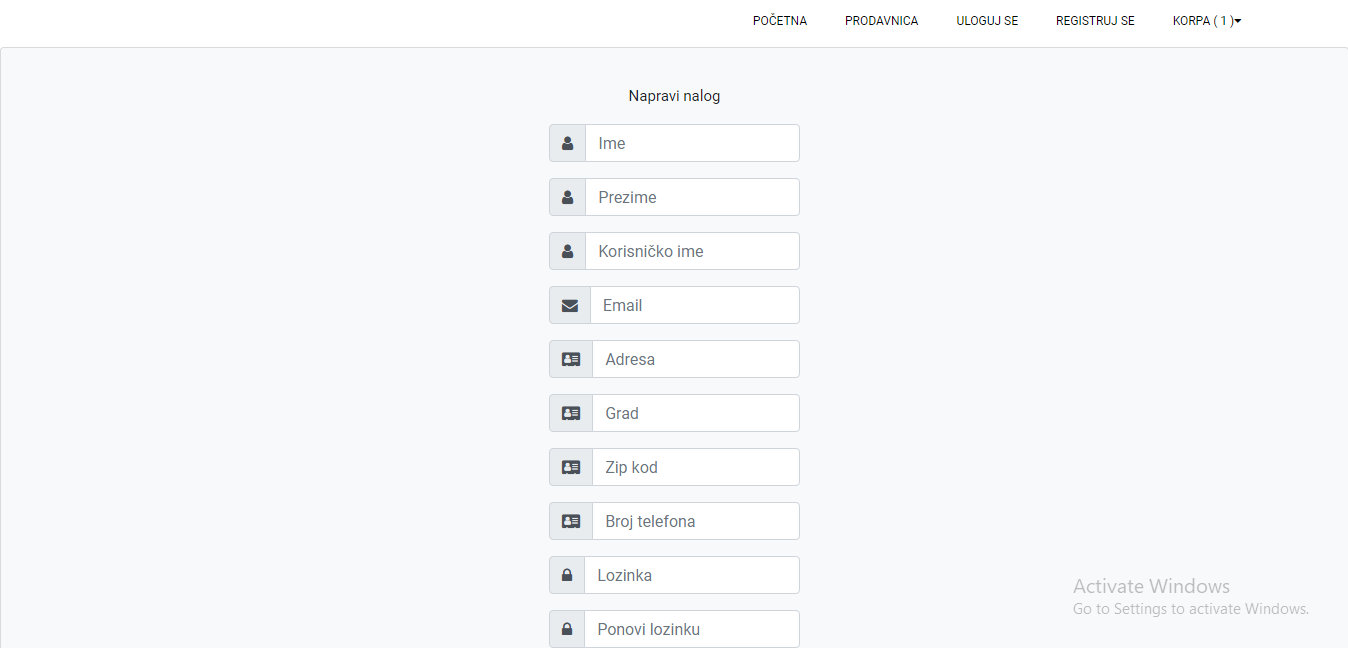 POČETNA PRODAVNICA ULOGUJ SE REGISTRUJ SE KORPA ( 1 )
Napravi nalog
Ime
Prezime
Korisničko ime
Email
Adresa
Grad
Zip kod
Broj telefona
Lozinka
Ponovi lozinku
Activate Windows
Go to Settings to activate Windows.